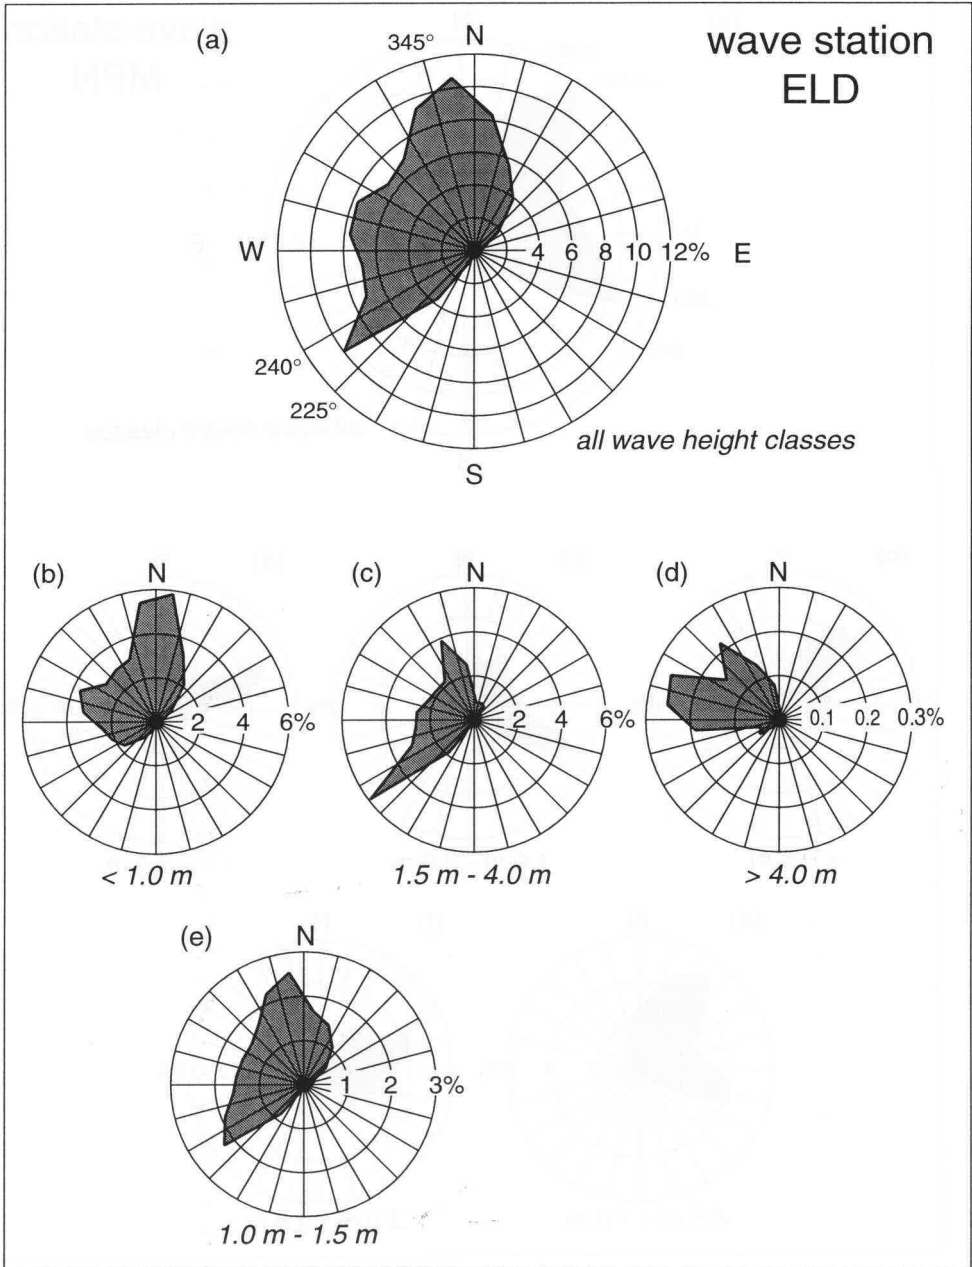 (a)
345°
N
wave station
ELD
W
4 6 8 10 12% E
240°
225°
all wave height classes
S
(b)
N
2 4 6%
< 1.0 m
(c)
N
2 4 6%
1.5 m - 4.0 m
(d)
N
0.1 0.2 0.3%
> 4.0 m
(e)
N
1 2 3%
1.0 m - 1.5 m